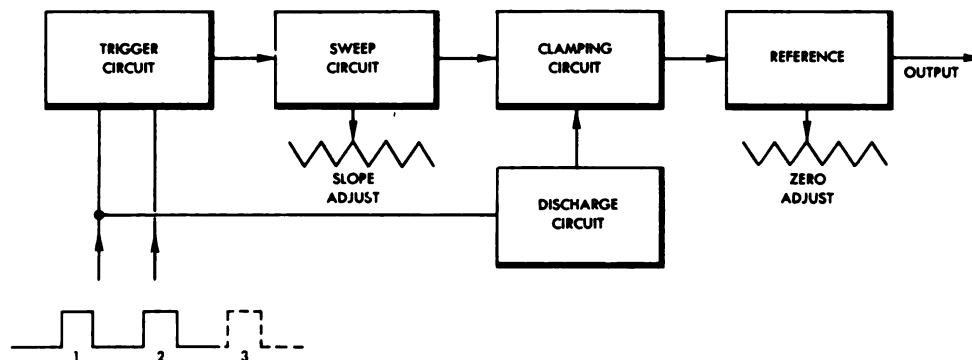 TRIGGER
CIRCUIT
SWEEP
CIRCUIT
CLAMPING
CIRCUIT
REFERENCE
OUTPUT
SLOPE
ADJUST
DISCHARGE
CIRCUIT
ZERO
ADJUST
1
2
3